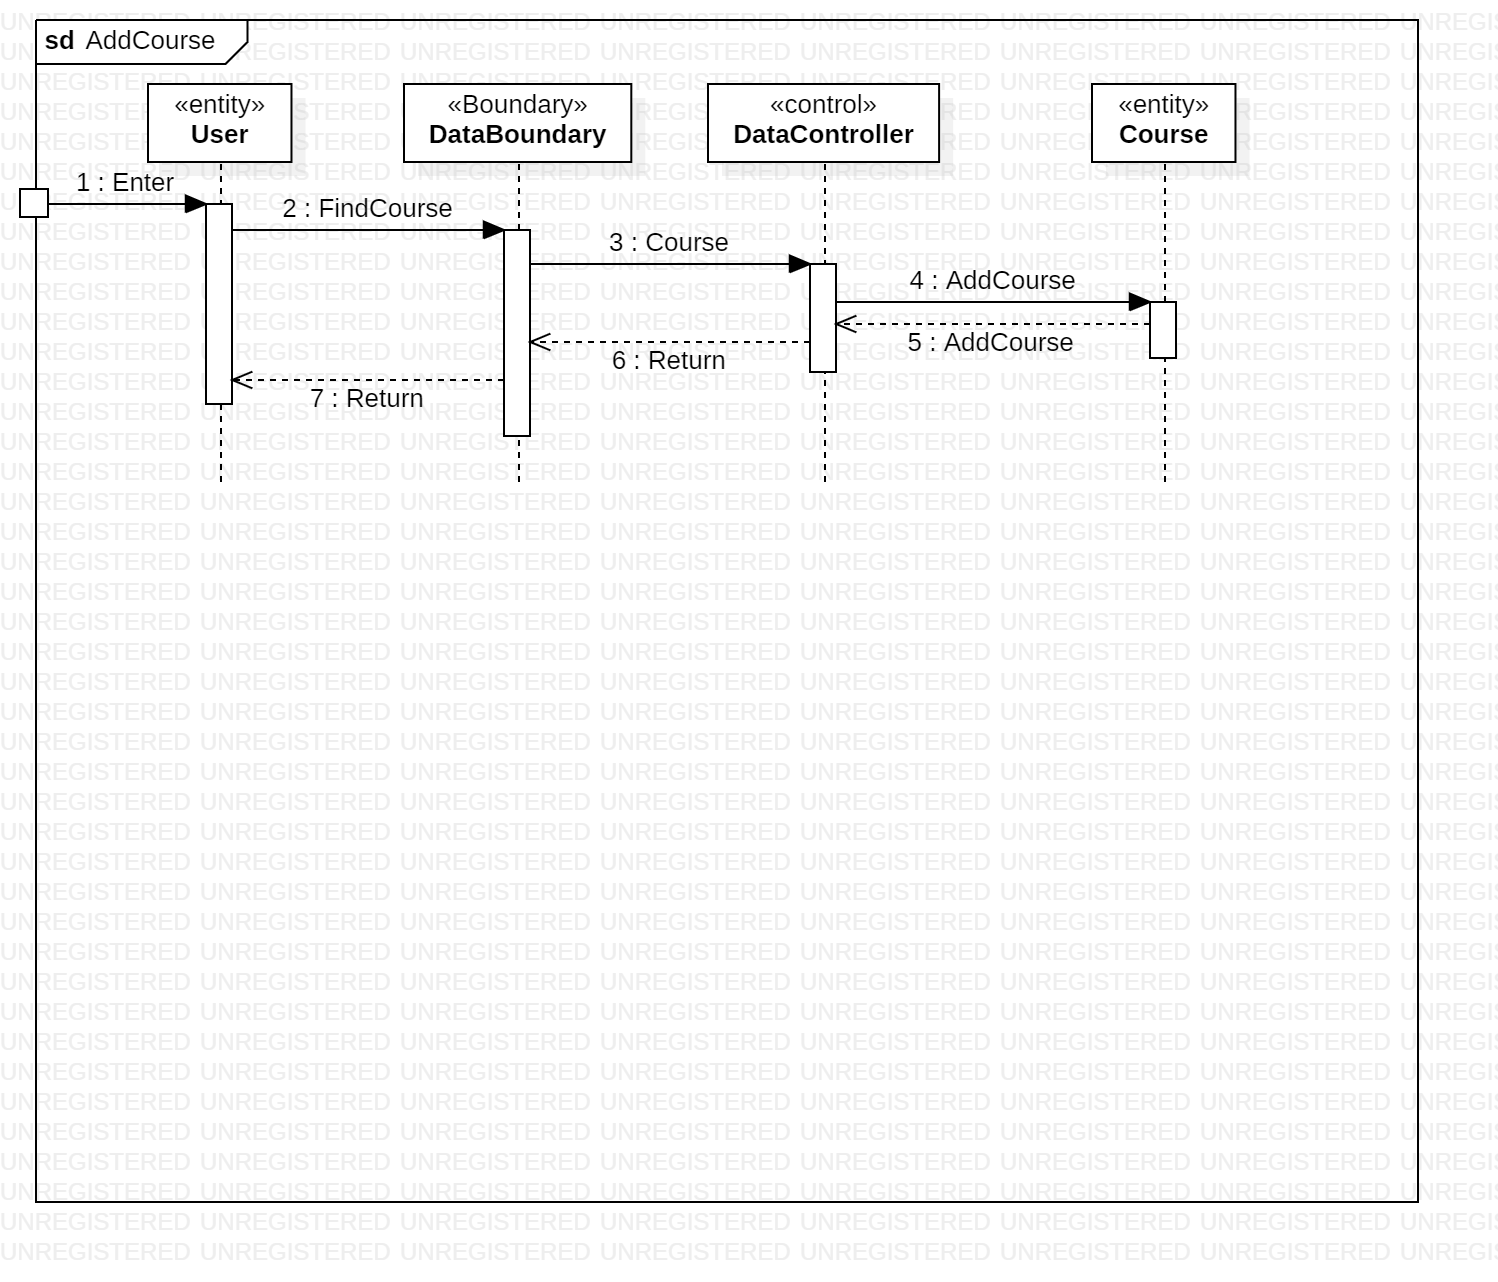 sd AddCourse
«entity»
User
«Boundary»
DataBoundary
«control»
DataController
«entity»
Course
1 : Enter
2 : FindCourse
3 : Course
4 : AddCourse
5 : AddCourse
6 : Return
7 : Return
UNREGISTERED